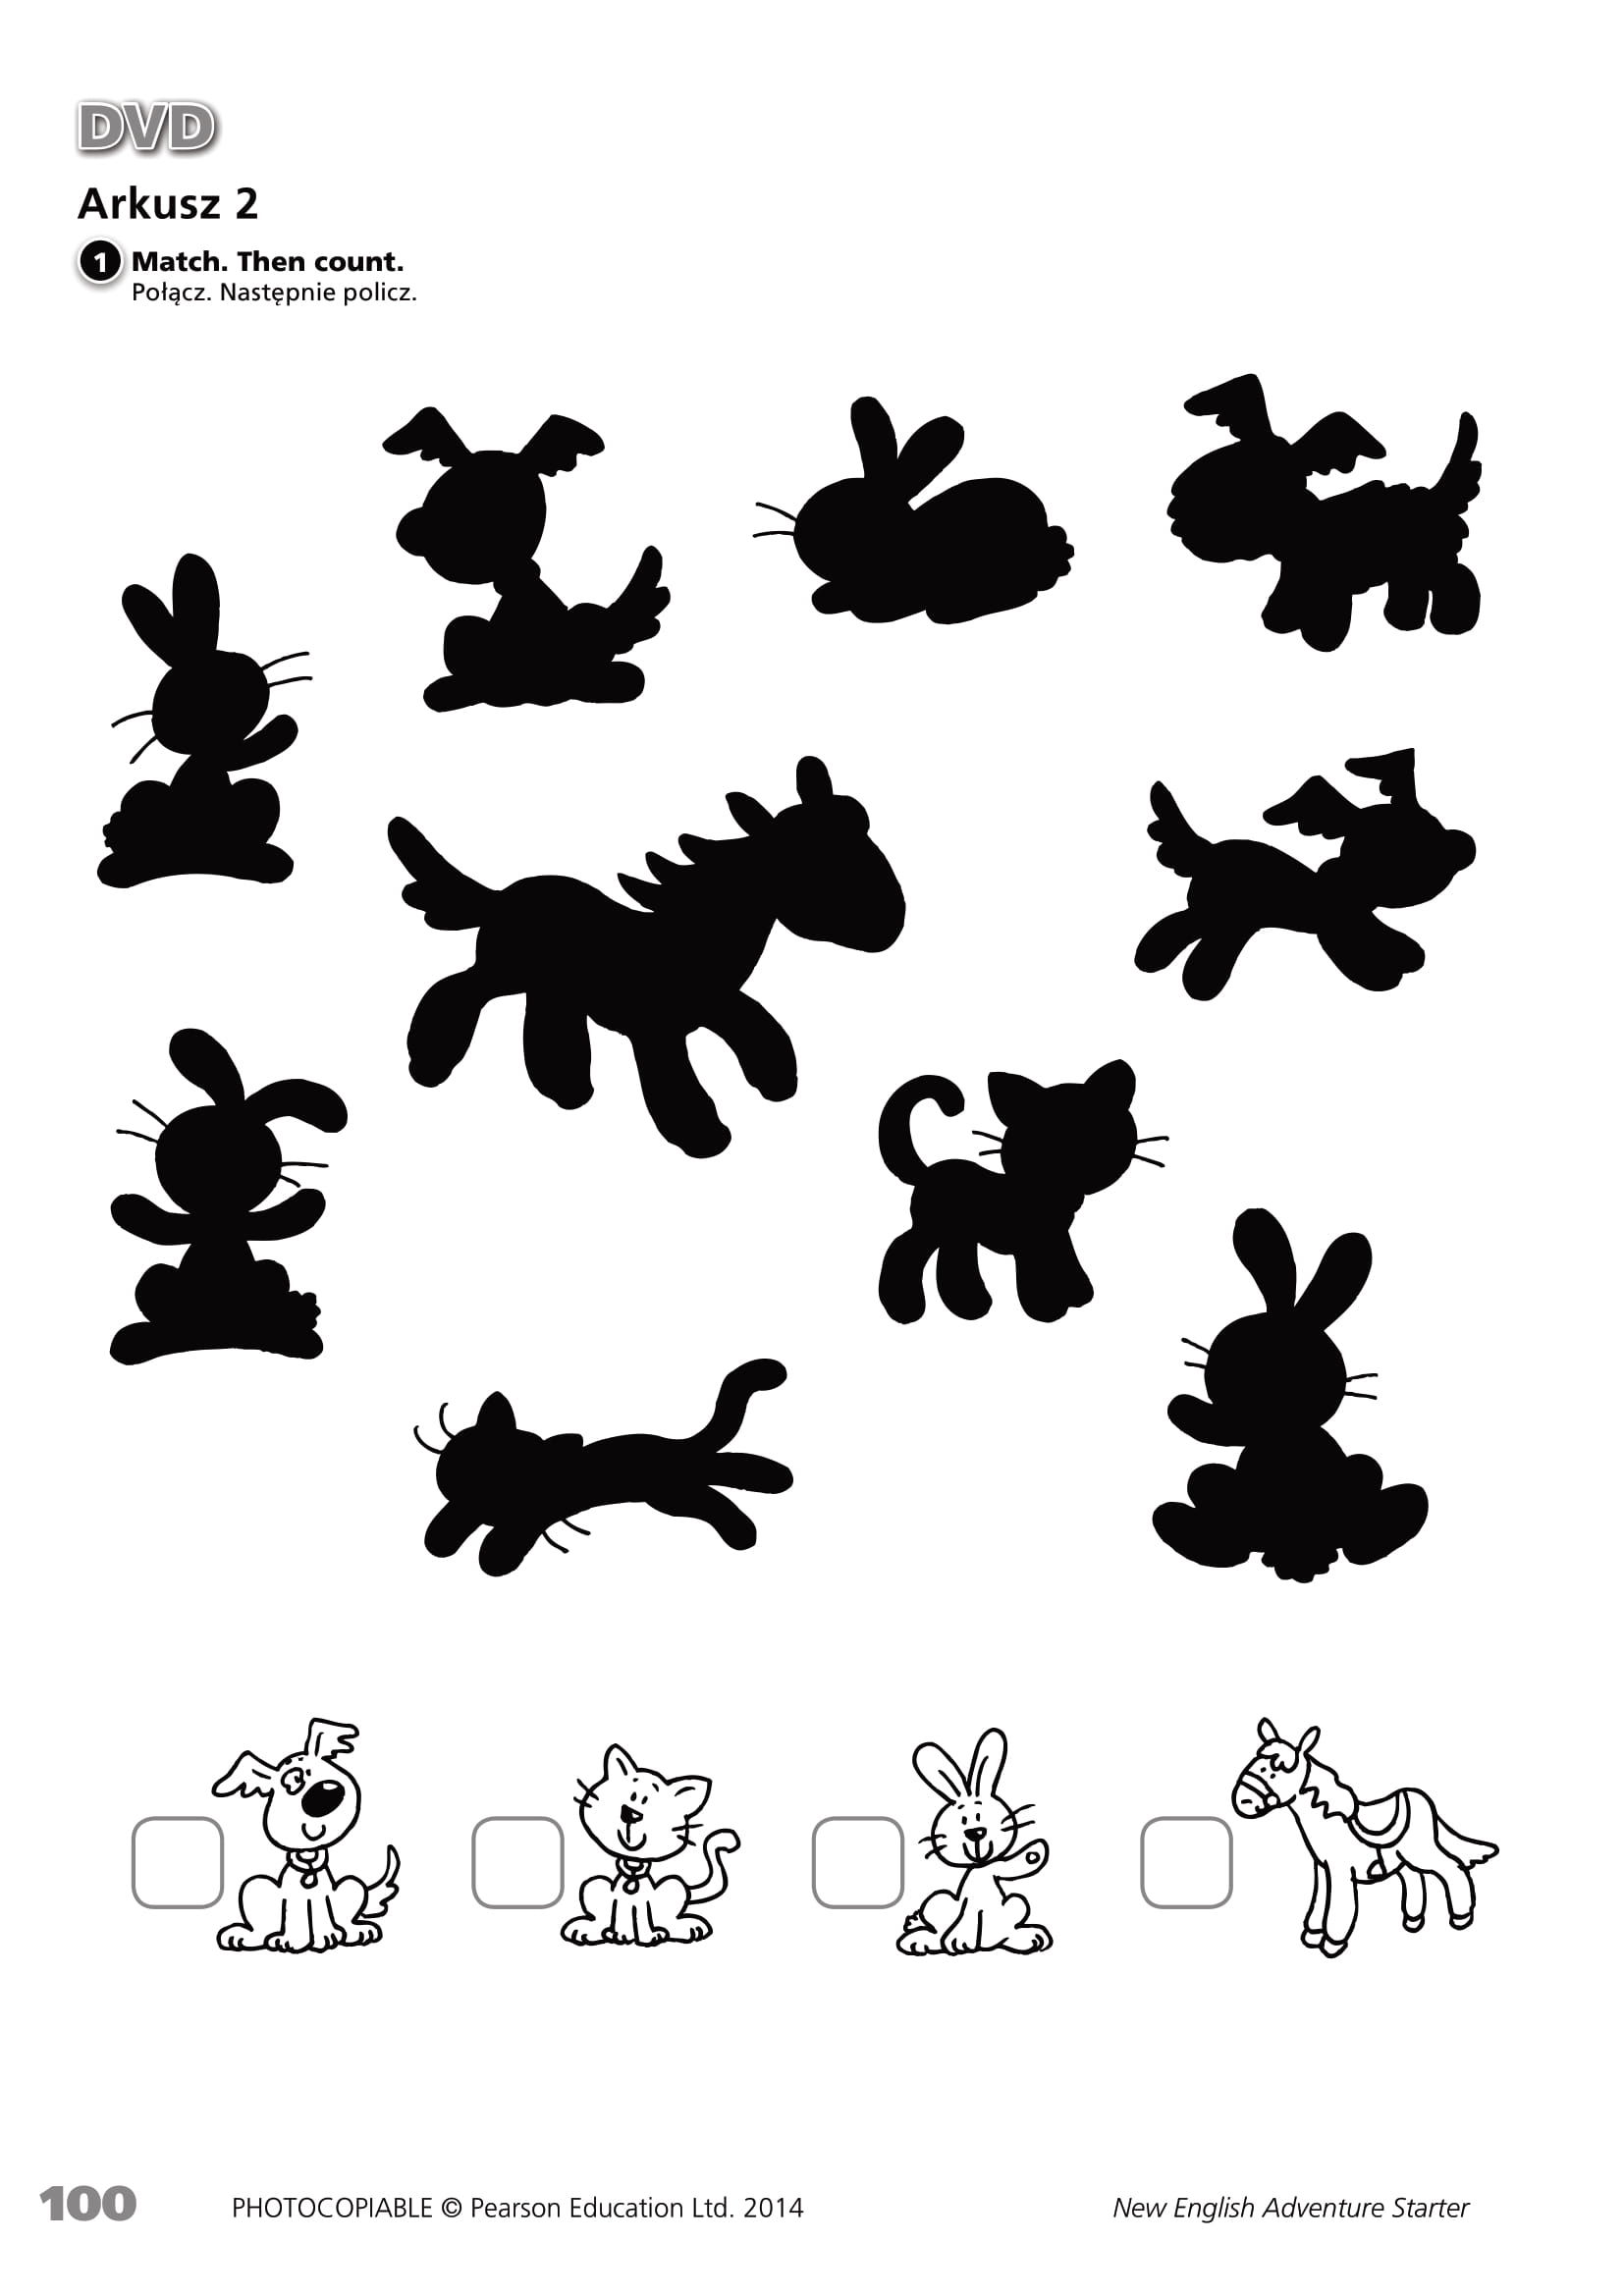 DVD
Arkusz 2
1 Match. Then count.
Połącz. Następnie policz.
100 PHOTOCOPIABLE © Pearson Education Ltd. 2014 New English Adventure Starter